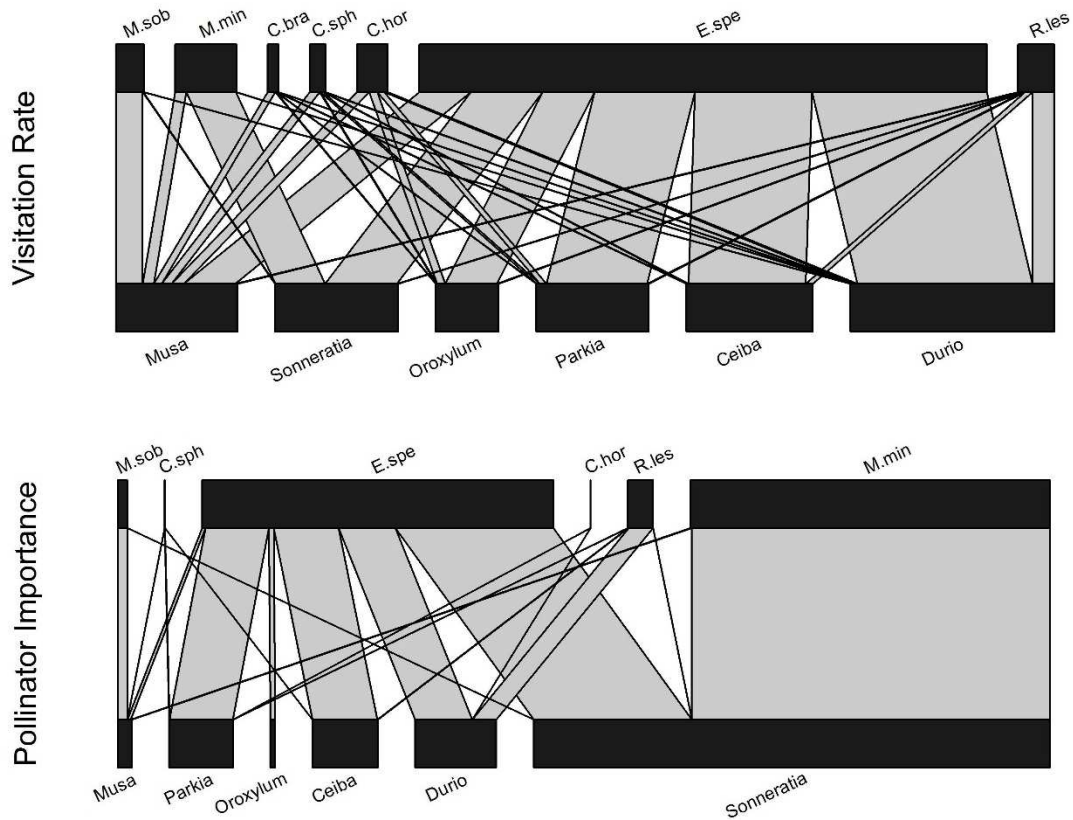 Visitation Rate
M.sob
M.min
C.bra
C.sph
C.hor
E.spe
R.les
Musa
Sonneratia
Oroxylum
Parkia
Ceiba
Durio
Pollinator Importance
M.sob
C.sph
E.spe
C.hor
R.les
M.min
Musa
Parkia
Oroxylum
Ceiba
Durio
Sonneratia